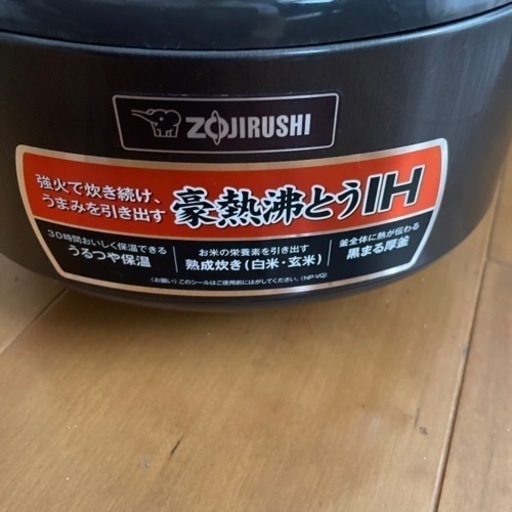 ZOJIRUSHI
強火で炊き続け、
うまみを引き出す
豪熱沸とうIH
30時間おいしく保温できる
うるつや保温
お米の栄養素を引き出す
熟成炊き(白米・玄米)
釜全体に熱が伝わる
黒まる厚釜
〈お願い〉このシールはご使用前にはがしてください。(NP-VQ)